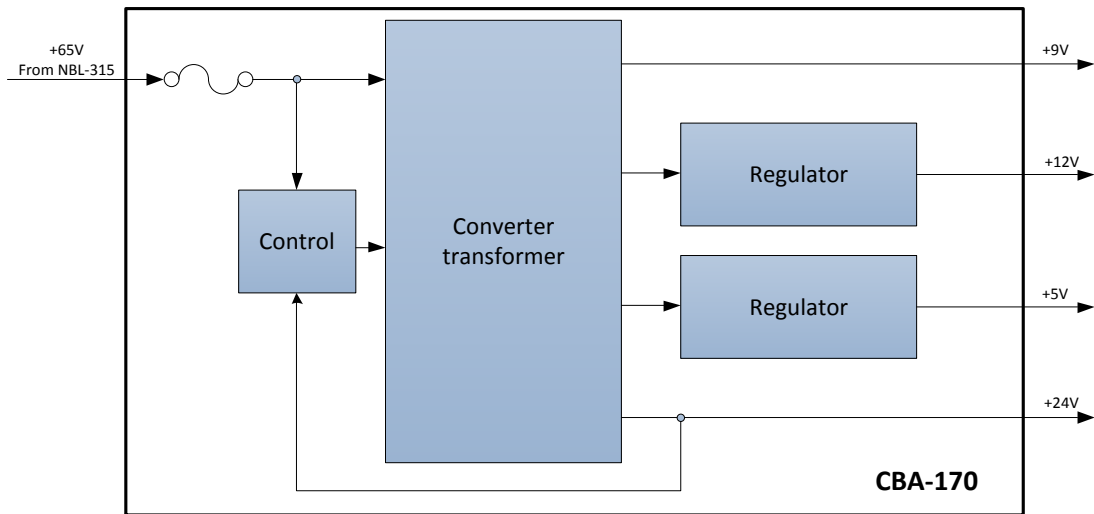 +65V
From NBL-315
+9V
Regulator
+12V
Control
Converter
transformer
Regulator
+5V
+24V
CBA-170